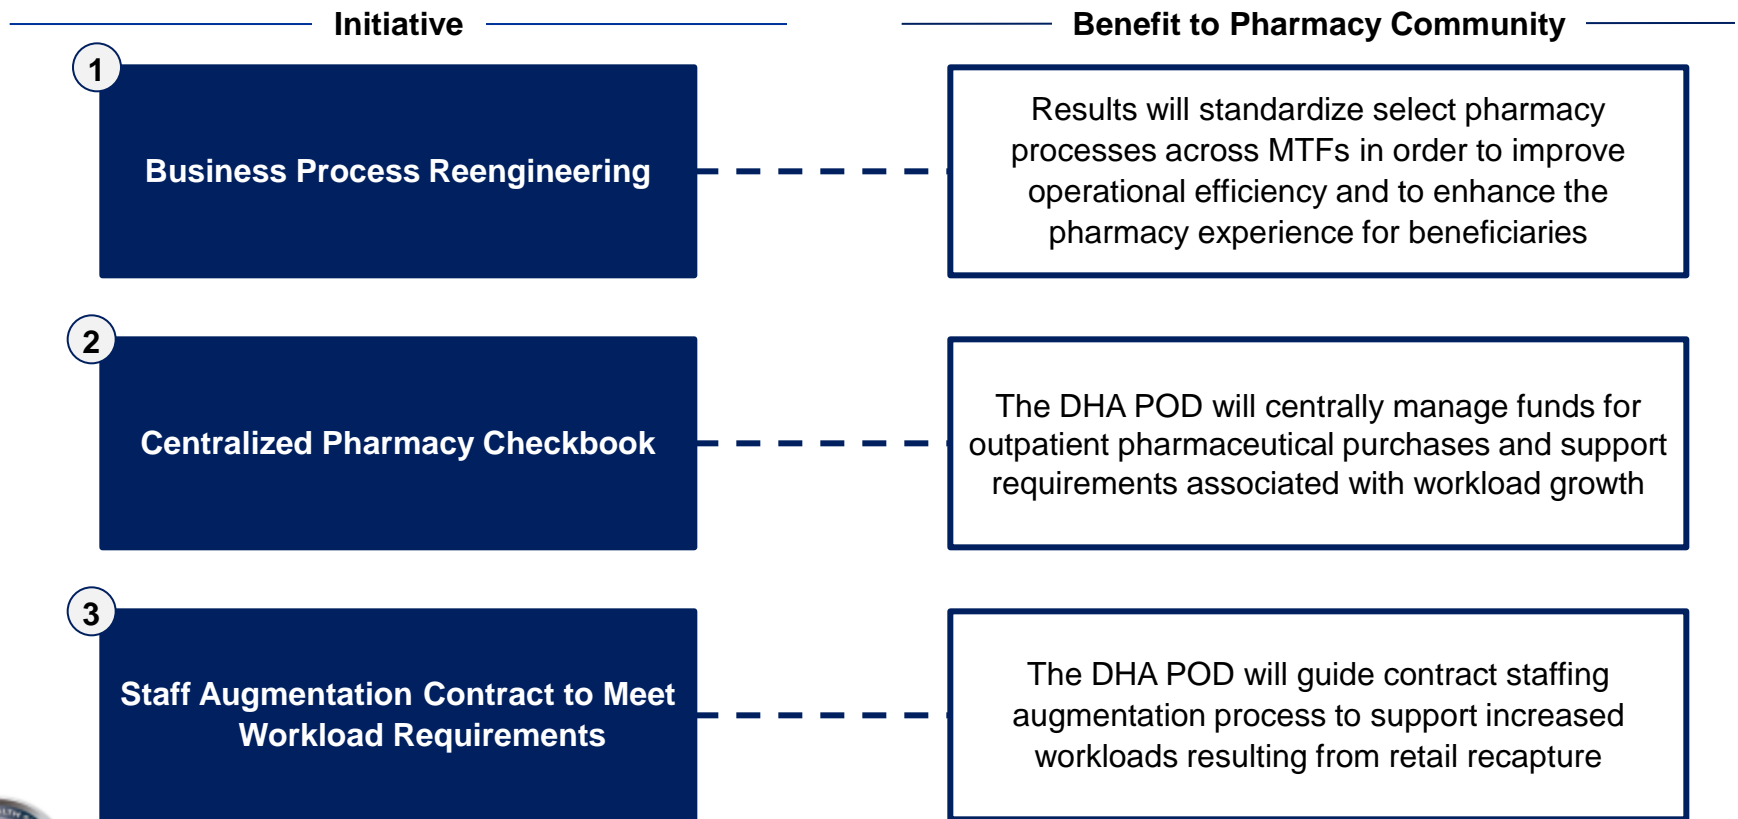 Initiative
Benefit to Pharmacy Community
1
Business Process Reengineering
Results will standardize select pharmacy
processes across MTFs in order to improve
operational efficiency and to enhance the
pharmacy experience for beneficiaries
2
Centralized Pharmacy Checkbook
The DHA POD will centrally manage funds for
outpatient pharmaceutical purchases and support
requirements associated with workload growth
3
Staff Augmentation Contract to Meet
Workload Requirements
The DHA POD will guide contract staffing
augmentation process to support increased
workloads resulting from retail recapture